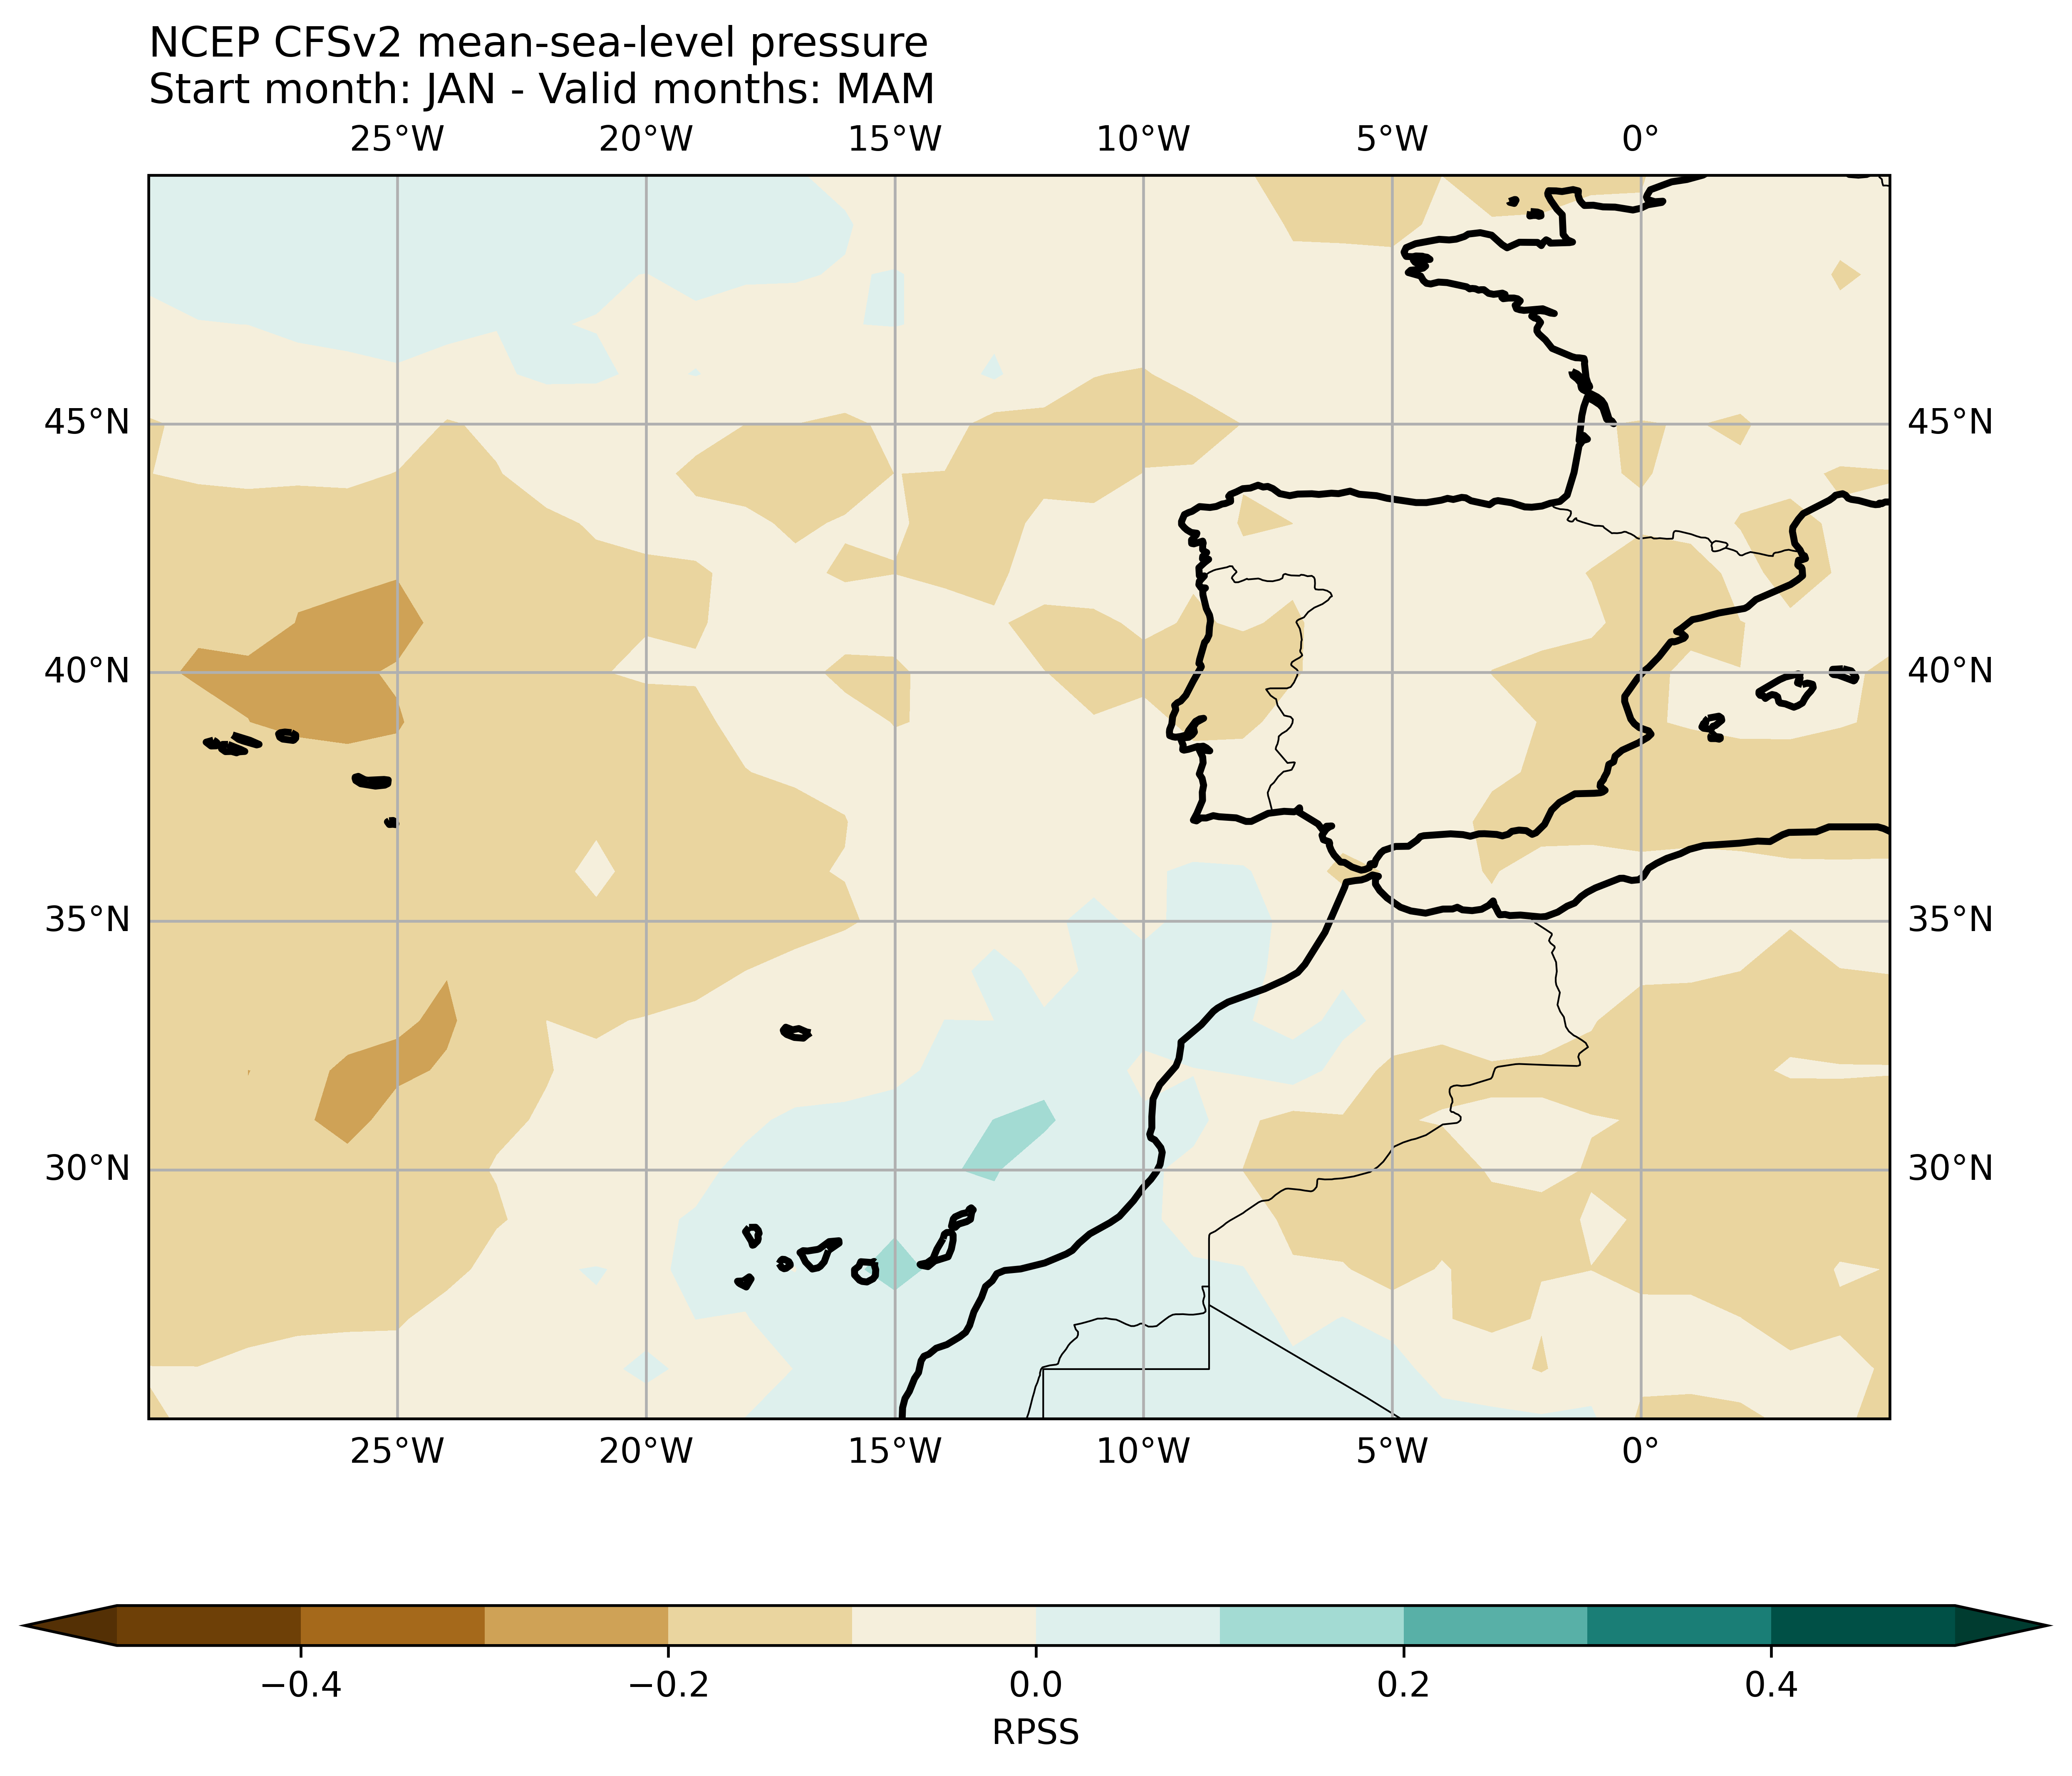 NCEP CFSv2 mean-sea-level pressure
Start month: JAN - Valid months: MAM
25°W 20°W 15°W 10°W 5°W 0°
45°N 45°N
40°N 40°N
35°N 35°N
30°N 30°N
25°W 20°W 15°W 10°W 5°W 0°
−0.4 −0.2 0.0 0.2 0.4
RPSS